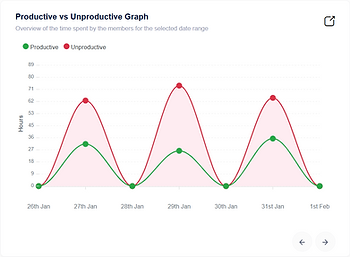 Productive vs Unproductive Graph
Overview of the time spent by the members for the selected date range
Productive Unproductive
89
80
71
62
53
45
36
27
18
9
0
Hours
26th Jan 27th Jan 28th Jan 29th Jan 30th Jan 31st Jan 1st Feb